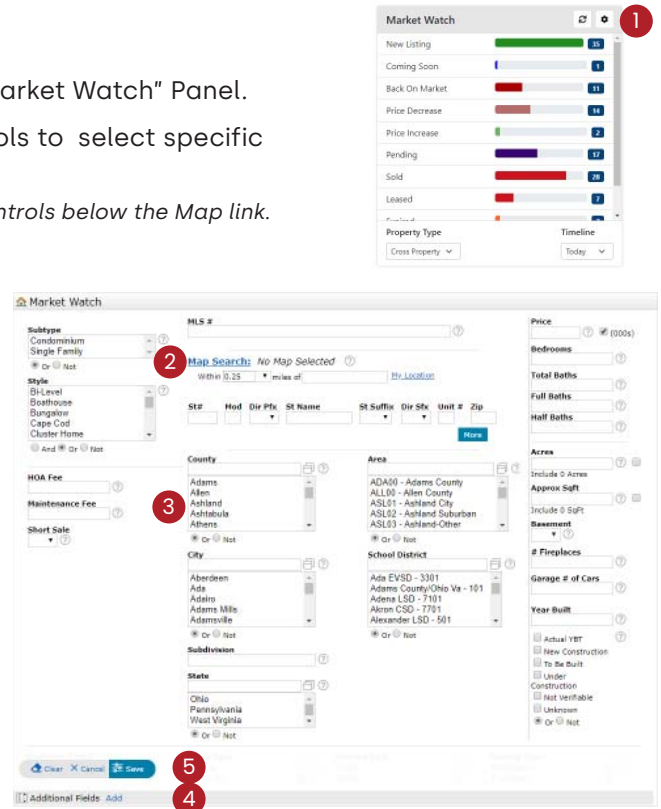 Market Watch
1
New Listing 35
Coming Soon 1
Back On Market 11
Price Decrease 14
Price Increase 2
Pending 17
Sold 28
Leased 7
Property Type Timeline
Cross Property Today
arket Watch" Panel.
ols to select specific
ntrols below the Map link.
Market Watch
Subtype
Condominium
Single Family
Or Not
Style
Bi-Level
Boathouse
Bungalow
Cape Cod
Cluster Home
And Or Not
HOA Fee
Maintenance Fee
Short Sale
MLS #
2
Map Search: No Map Selected
Within 0.25 miles of My Location
St# Mod Dir Pfx St Name St Suffix Dir Sfx Unit # Zip
More
3
County
Adams
Allen
Ashland
Ashtabula
Athens
Or Not
Area
ADA00 - Adams County
ALL00 - Allen County
ASL01 - Ashland City
ASL02 - Ashland Suburban
ASL03 - Ashland-Other
Or Not
City
Aberdeen
Ada
Adairo
Adams Mills
Adamsville
Or Not
School District
Ada EVSD - 3301
Adams County/Ohio Va - 101
Adena LSD - 7101
Akron CSD - 7701
Alexander LSD - 501
Or Not
Subdivision
State
Ohio
Pennsylvania
West Virginia
Or Not
Price
(000s)
Bedrooms
Total Baths
Full Baths
Half Baths
Acres
Include 0 Acres
Approx Sqft
Include 0 SqFt
Basement
# Fireplaces
Garage # of Cars
Year Built
Actual YBT
New Construction
To Be Built
Under
Construction
Not Verifiable
Unknown
Or Not
Clear Cancel Save
5
Additional Fields Add
4